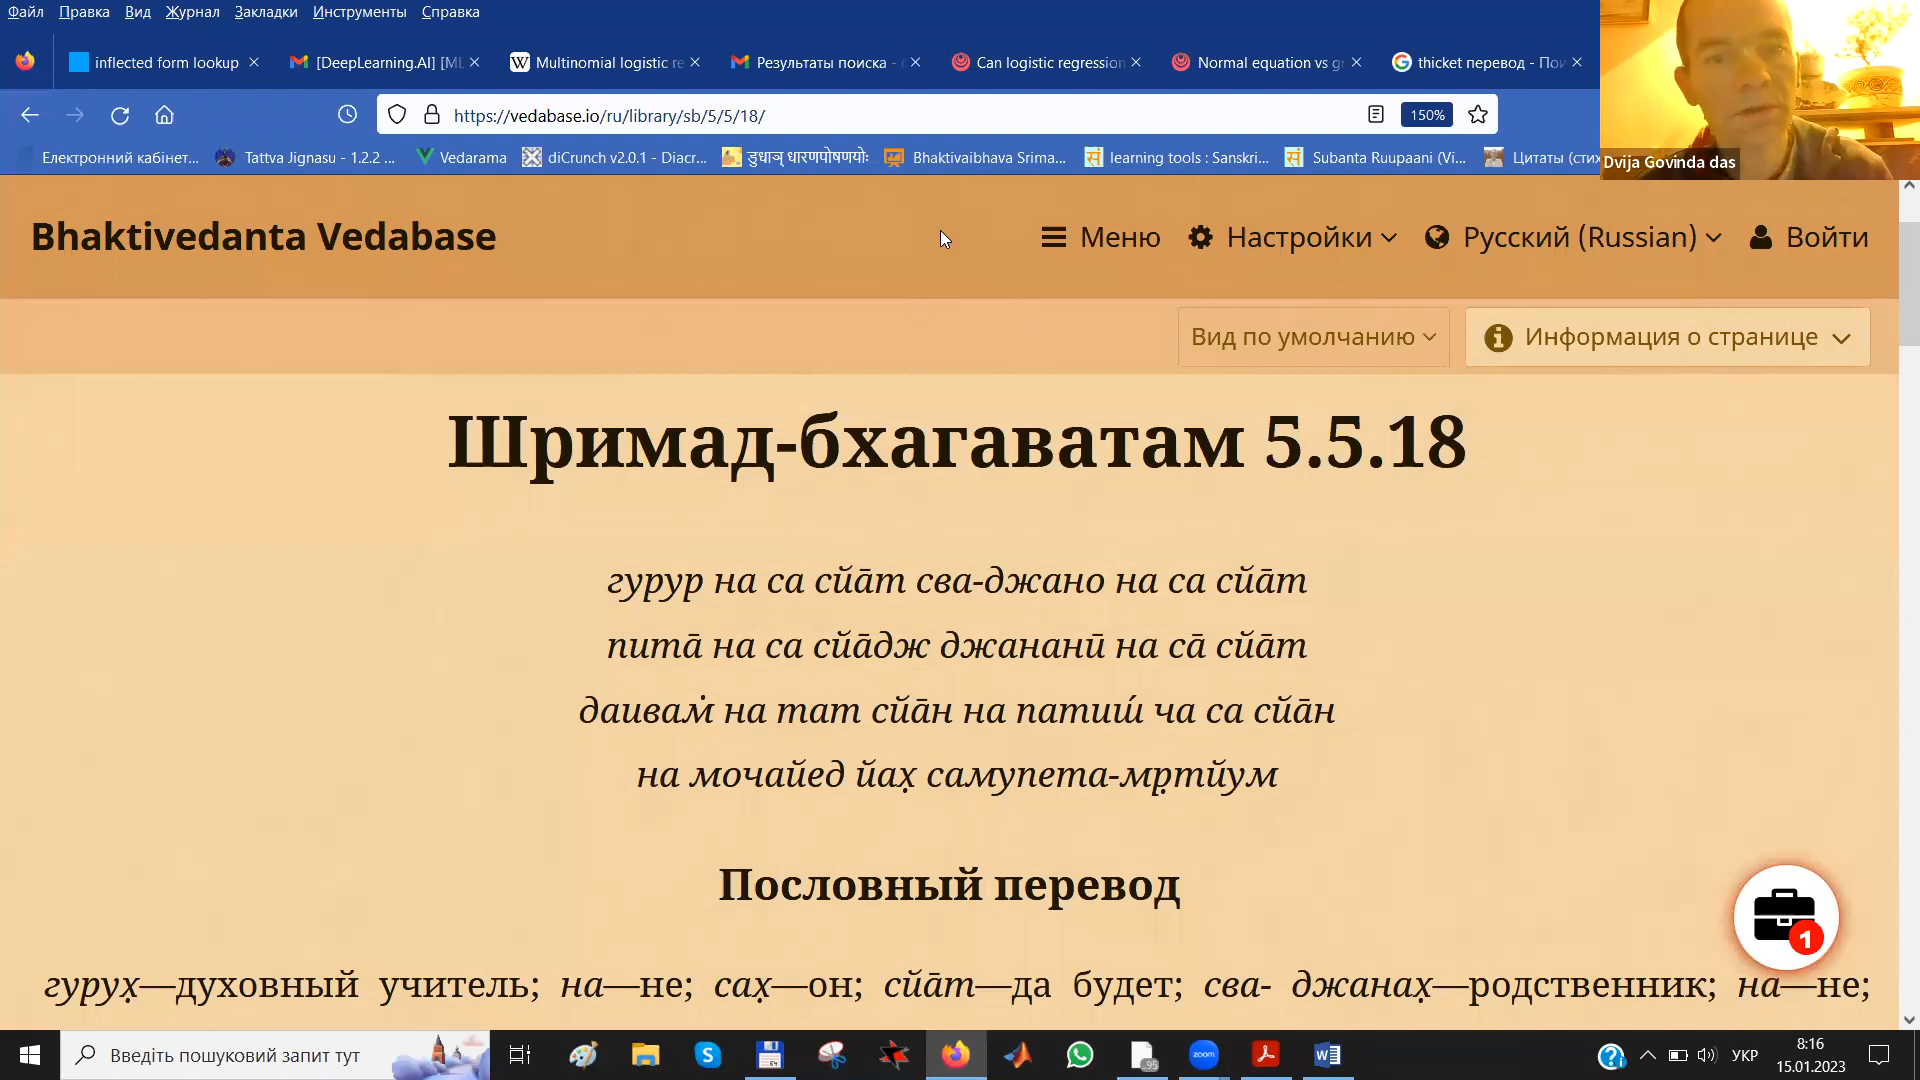 Файл Правка Вид Журнал Закладки Инструменты Справка
inflected form lookup [DeepLearning.AI] [ML Multinomial logistic re Результаты поиска - Can logistic regression Normal equation vs g thicket перевод - Пои
https://vedabase.io/ru/library/sb/5/5/18/ 150%
Електронний кабінет... Tattva Jignasu - 1.2.2 ... Vedarama diCrunch v2.0.1 - Diacr... डुधाञ् धारणपोषणयोः Bhaktivaibhava Srima... learning tools : Sanskri... Subanta Ruupaani (Vi... Цитаты (стих
Dvija Govinda das
Bhaktivedanta Vedabase Меню Настройки Русский (Russian) Войти
Вид по умолчанию Информация о странице
Шримад-бхагаватам 5.5.18
гурур на са сйа̄т сва-джано на са сйа̄т
пита̄ на са сйа̄дж джананӣ на са̄ сйа̄т
даивам̇ на тат сйа̄н на патиш́ ча са сйа̄н
на мочайед йах̣ самупета-мр̣тйум
Пословный перевод
1
гурух̣—духовный учитель; на—не; сах̣—он; сйа̄т—да будет; сва- джанах̣—родственник; на—не;
Введіть пошуковий запит тут zoom 95 УКР 8:16
15.01.2023